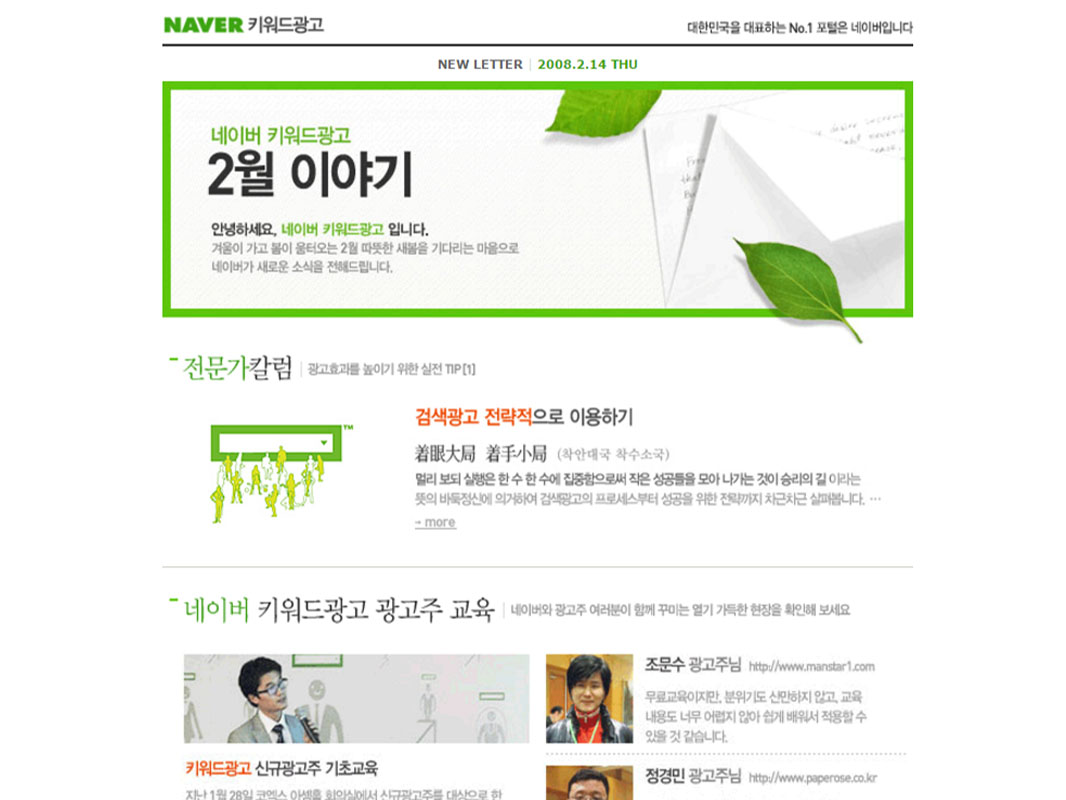 NAVER 키워드광고
대한민국을 대표하는 No.1 포털은 네이버입니다
NEW LETTER | 2008.2.14 THU
네이버 키워드광고
2월 이야기
안녕하세요, 네이버 키워드광고 입니다.
겨울이 가고 봄이 움터오는 2월 따뜻한 새봄을 기다리는 마음으로
네이버가 새로운 소식을 전해드립니다.
전문가칼럼 | 광고효과를 높이기 위한 실전 TIP [1]
TM
검색광고 전략적으로 이용하기
着眼大局 着手小局 (착안대국 착수소국)
멀리 보되 실행은 한 수 한 수에 집중함으로써 작은 성공들을 모아 나가는 것이 승리의 길 이라는
뜻의 바둑정신에 의거하여 검색광고의 프로세스부터 성공을 위한 전략까지 차근차근 살펴봅니다. …
→ more
네이버 키워드광고 광고주 교육 | 네이버와 광고주 여러분이 함께 꾸미는 열기 가득한 현장을 확인해 보세요
조문수 광고주님 http://www.manstar1.com
무료교육이지만, 분위기도 산만하지 않고, 교육
내용도 너무 어렵지 않아 쉽게 배워서 적용할 수
있을 것 같습니다.
키워드광고 신규광고주 기초교육
지난 1월 28일 코엑스 아셈홀 회의실에서 신규광고주를 대상으로 한
정경민 광고주님 http://www.paperose.co.kr